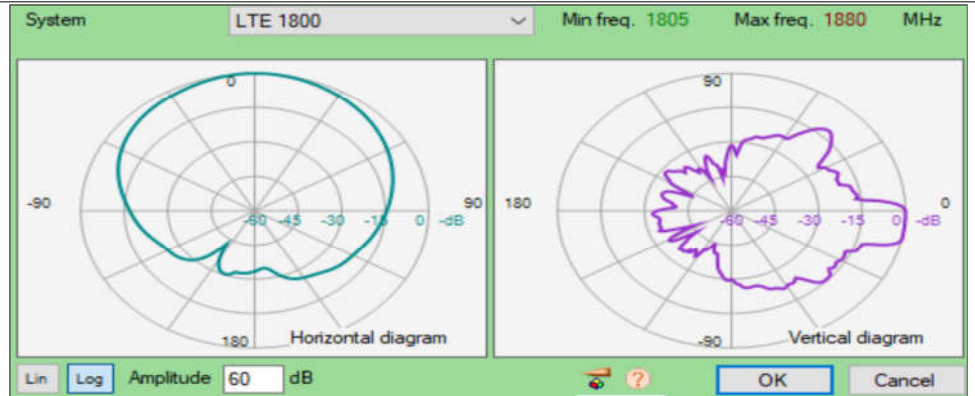 System LTE 1800 Min freq. 1805 Max freq. 1880 MHz
0 90
-90 90 180 0
-60 -45 -30 -15 0 -dB -60 -45 -30 -15 0 -dB
180 Horizontal diagram -90 Vertical diagram
Lin Log Amplitude 60 dB ? OK Cancel